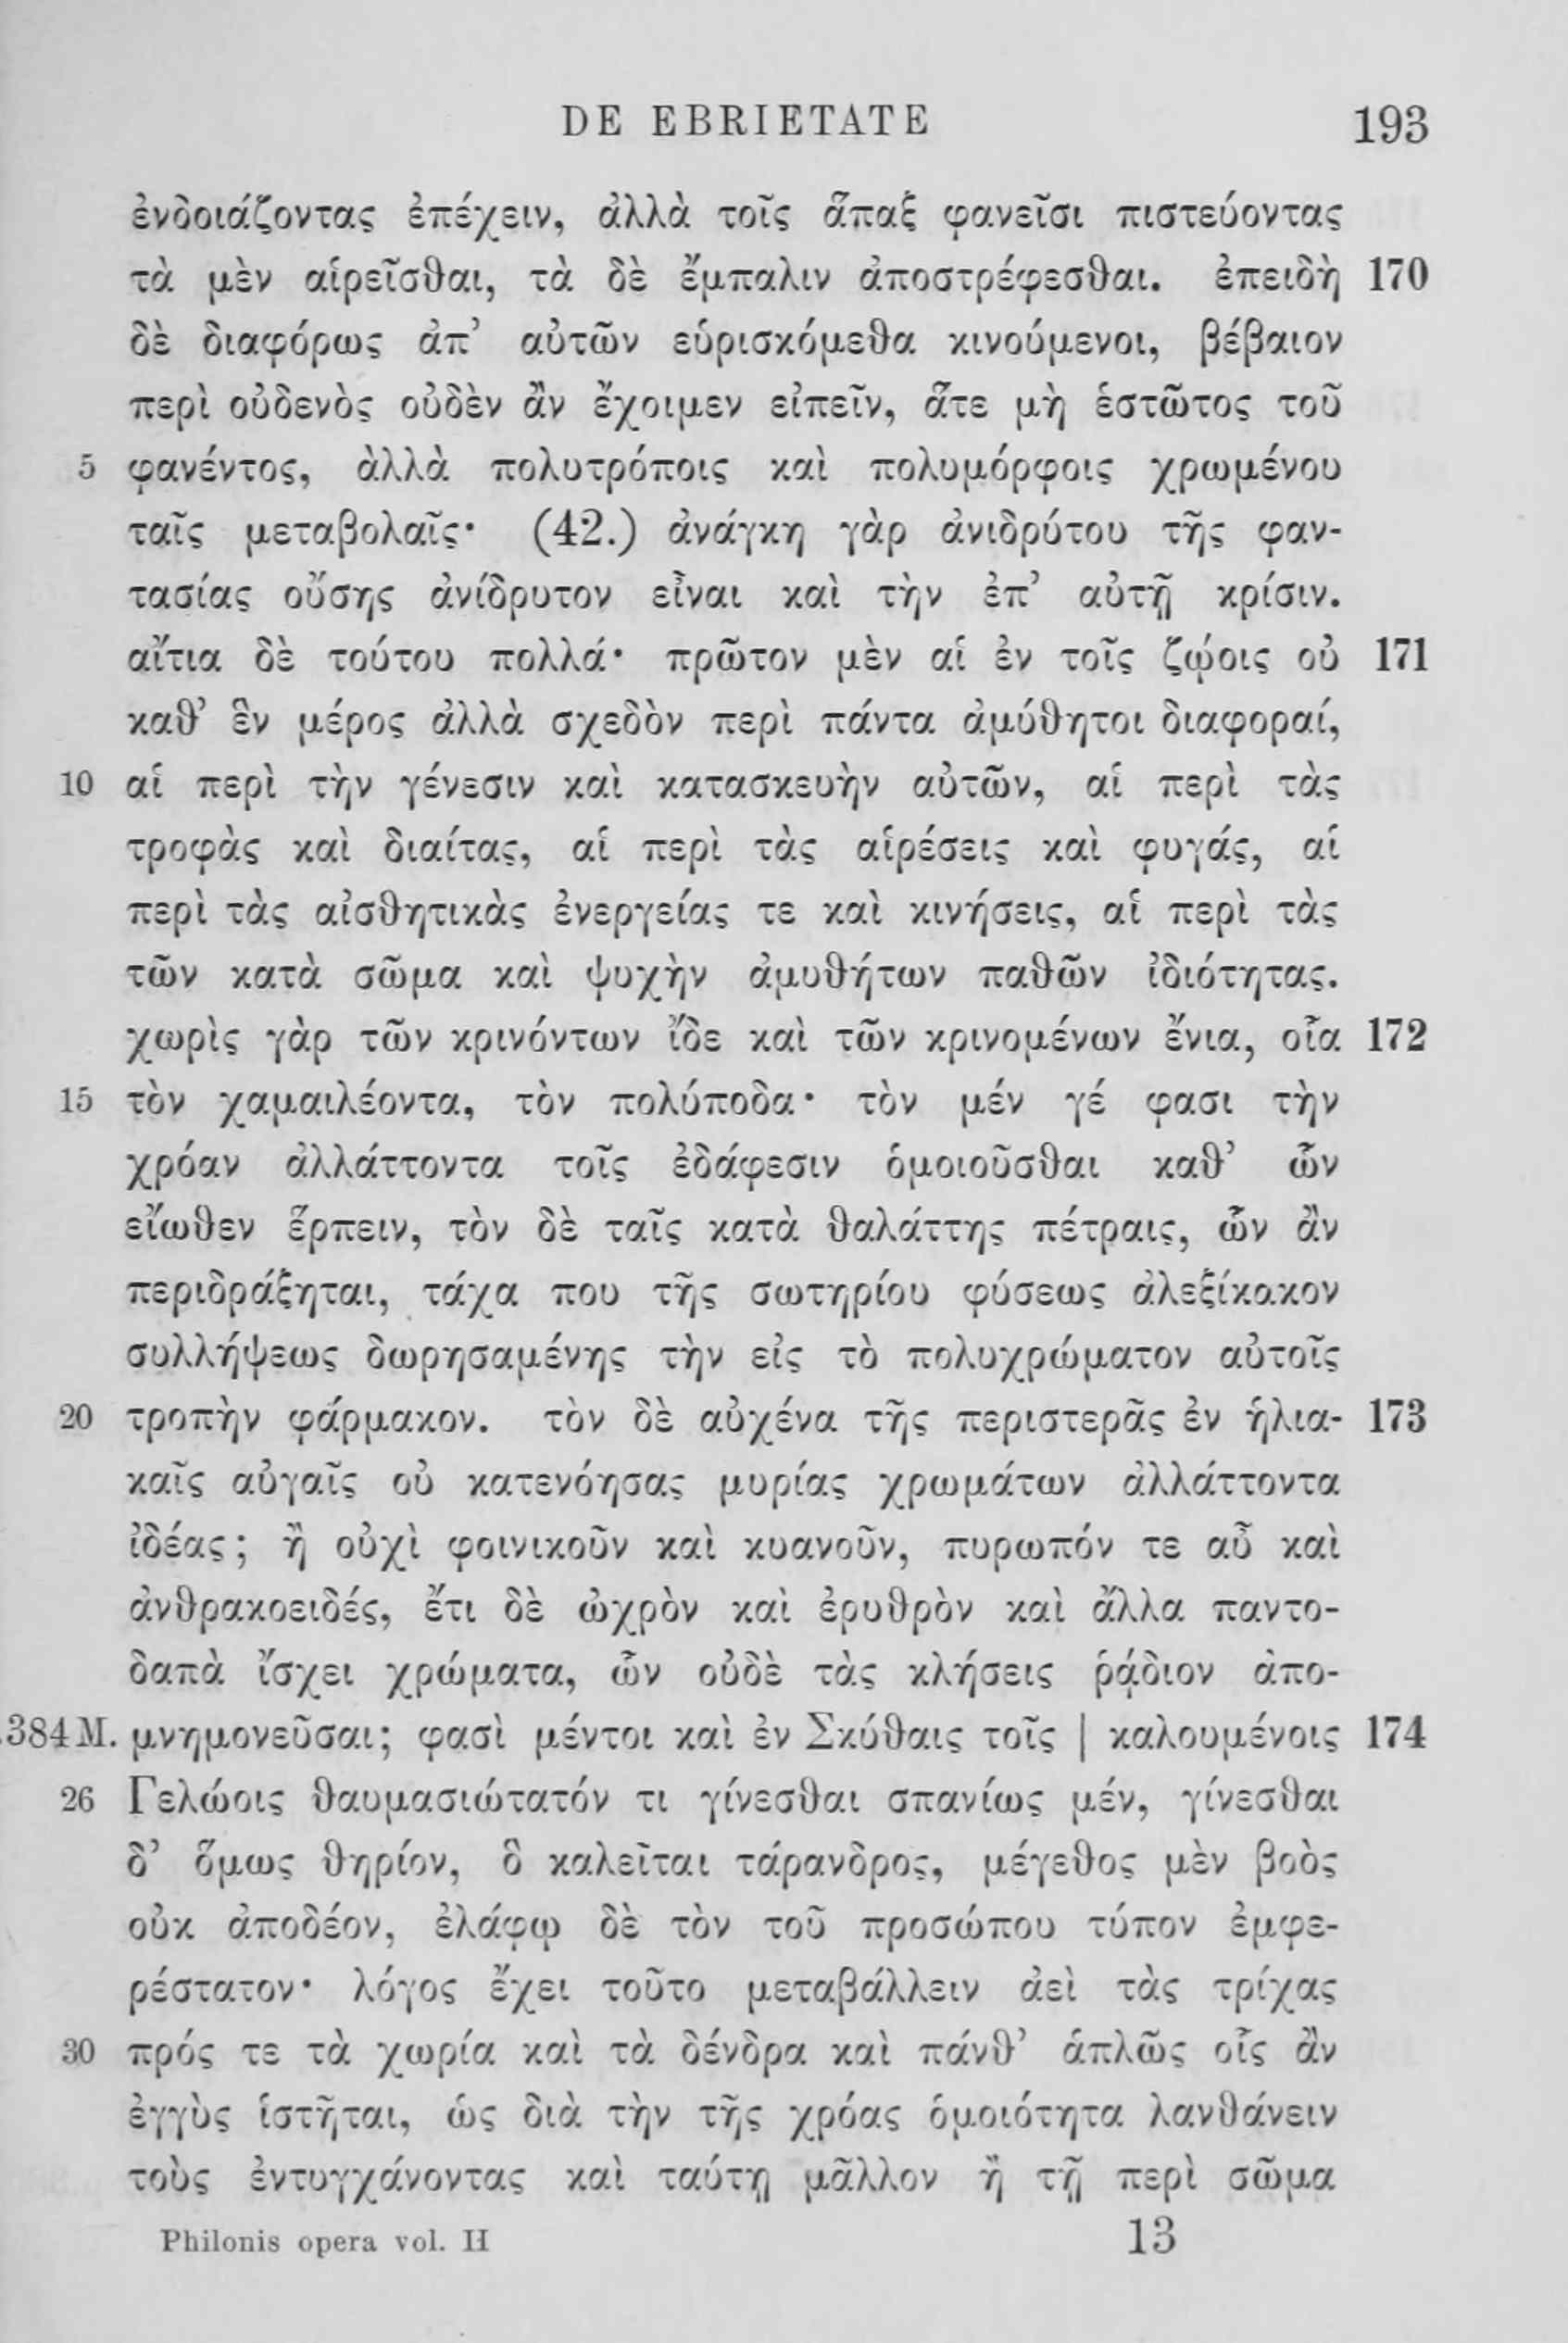 DE EBRIETATE 193
ἐνδοιάζοντας ἐπέχειν, ἀλλὰ τοῖς ἅπαξ φανεῖσι πιστεύοντας
τὰ μὲν αἱρεῖσθαι, τὰ δὲ ἔμπαλιν ἀποστρέφεσθαι. ἐπειδὴ 170
δὲ διαφόρως ἀπ’ αὐτῶν εὑρισκόμεθα κινούμενοι, βέβαιον
περὶ οὐδενὸς οὐδὲν ἂν ἔχοιμεν εἰπεῖν, ἅτε μὴ ἑστῶτος τοῦ
5 φανέντος, ἀλλὰ πολυτρόποις καὶ πολυμόρφοις χρωμένου
ταῖς μεταβολαῖς· (42.) ἀνάγκη γὰρ ἀνιδρύτου τῆς φαν-
τασίας οὔσης ἀνίδρυτον εἶναι καὶ τὴν ἐπ’ αὐτῇ κρίσιν.
αἴτια δὲ τούτου πολλά· πρῶτον μὲν αἱ ἐν τοῖς ζῴοις οὐ 171
καθ’ ἓν μέρος ἀλλὰ σχεδὸν περὶ πάντα ἀμύθητοι διαφοραί,
10 αἱ περὶ τὴν γένεσιν καὶ κατασκευὴν αὐτῶν, αἱ περὶ τὰς
τροφὰς καὶ διαίτας, αἱ περὶ τὰς αἱρέσεις καὶ φυγάς, αἱ
περὶ τὰς αἰσθητικὰς ἐνεργείας τε καὶ κινήσεις, αἱ περὶ τὰς
τῶν κατὰ σῶμα καὶ ψυχὴν ἀμυθήτων παθῶν ἰδιότητας.
χωρὶς γὰρ τῶν κρινόντων ἴδε καὶ τῶν κρινομένων ἔνια, οἷα 172
15 τὸν χαμαιλέοντα, τὸν πολύποδα· τὸν μέν γέ φασι τὴν
χρόαν ἀλλάττοντα τοῖς ἐδάφεσιν ὁμοιοῦσθαι καθ’ ὧν
εἴωθεν ἕρπειν, τὸν δὲ ταῖς κατὰ θαλάττης πέτραις, ὧν ἂν
περιδράξηται, τάχα που τῆς σωτηρίου φύσεως ἀλεξίκακον
συλλήψεως δωρησαμένης τὴν εἰς τὸ πολυχρώματον αὐτοῖς
20 τροπὴν φάρμακον. τὸν δὲ αὐχένα τῆς περιστερᾶς ἐν ἡλια- 173
καῖς αὐγαῖς οὐ κατενόησας μυρίας χρωμάτων ἀλλάττοντα
ἰδέας; ἢ οὐχὶ φοινικοῦν καὶ κυανοῦν, πυρωπόν τε αὖ καὶ
ἀνθρακοειδές, ἔτι δὲ ὠχρὸν καὶ ἐρυθρὸν καὶ ἄλλα παντο-
δαπὰ ἴσχει χρώματα, ὧν οὐδὲ τὰς κλήσεις ῥᾴδιον ἀπο-
.384 M. μνημονεῦσαι; φασὶ μέντοι καὶ ἐν Σκύθαις τοῖς | καλουμένοις 174
26 Γελώοις θαυμασιώτατόν τι γίνεσθαι σπανίως μέν, γίνεσθαι
δ’ ὅμως θηρίον, ὃ καλεῖται τάρανδρος, μέγεθος μὲν βοὸς
οὐκ ἀποδέον, ἐλάφῳ δὲ τὸν τοῦ προσώπου τύπον ἐμφε-
ρέστατον· λόγος ἔχει τοῦτο μεταβάλλειν ἀεὶ τὰς τρίχας
30 πρός τε τὰ χωρία καὶ τὰ δένδρα καὶ πάνθ’ ἁπλῶς οἷς ἂν
ἐγγὺς ἱστῆται, ὡς διὰ τὴν τῆς χρόας ὁμοιότητα λανθάνειν
τοὺς ἐντυγχάνοντας καὶ ταύτῃ μᾶλλον ἢ τῇ περὶ σῶμα
Philonis opera vol. II 13